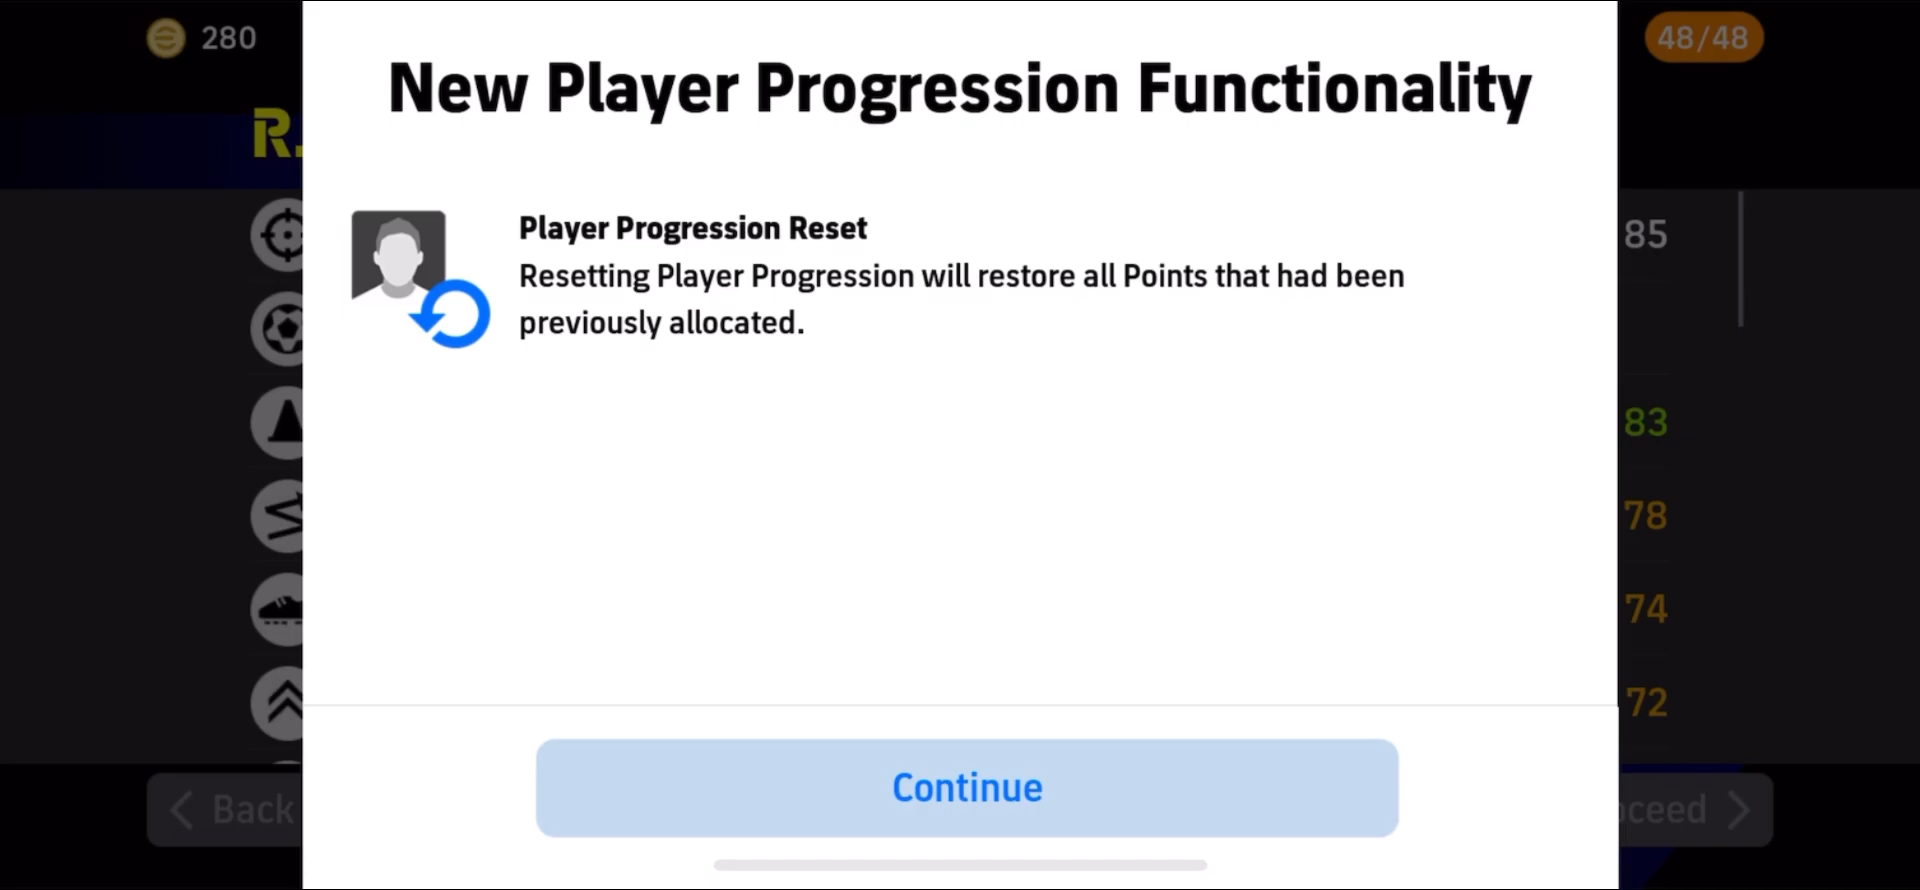 280
48/48
New Player Progression Functionality
R.
Player Progression Reset
Resetting Player Progression will restore all Points that had been
previously allocated.
85
83
78
74
72
Continue
Back